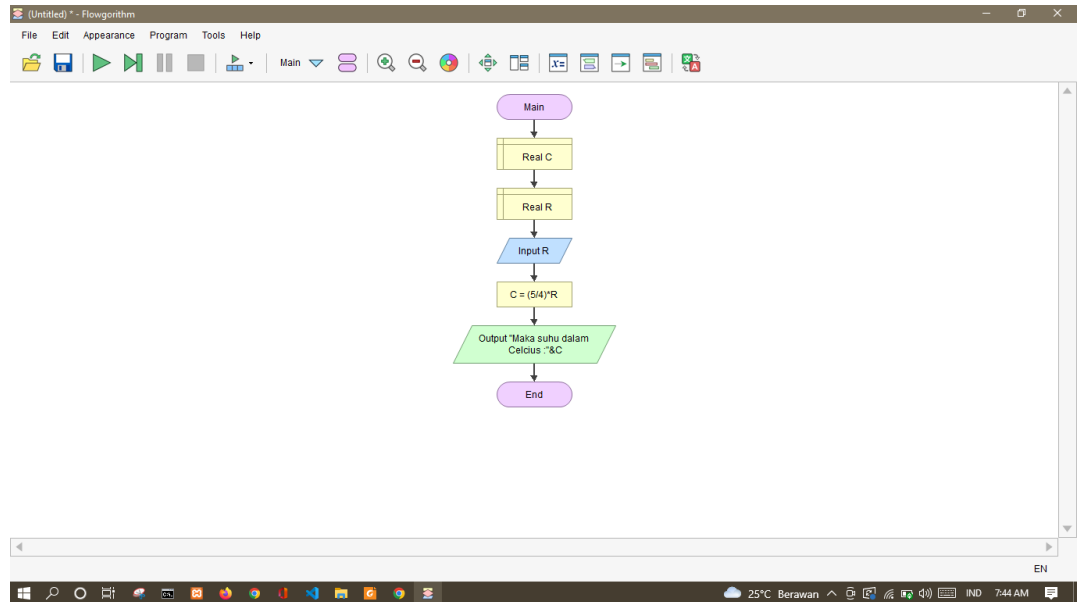 (Untitled) * - Flowgorithm
File Edit Appearance Program Tools Help
Main
Main
Real C
Real R
Input R
C = (5/4)*R
Output "Maka suhu dalam
Celcius :"&C
End
EN
25°C Berawan IND 7:44 AM